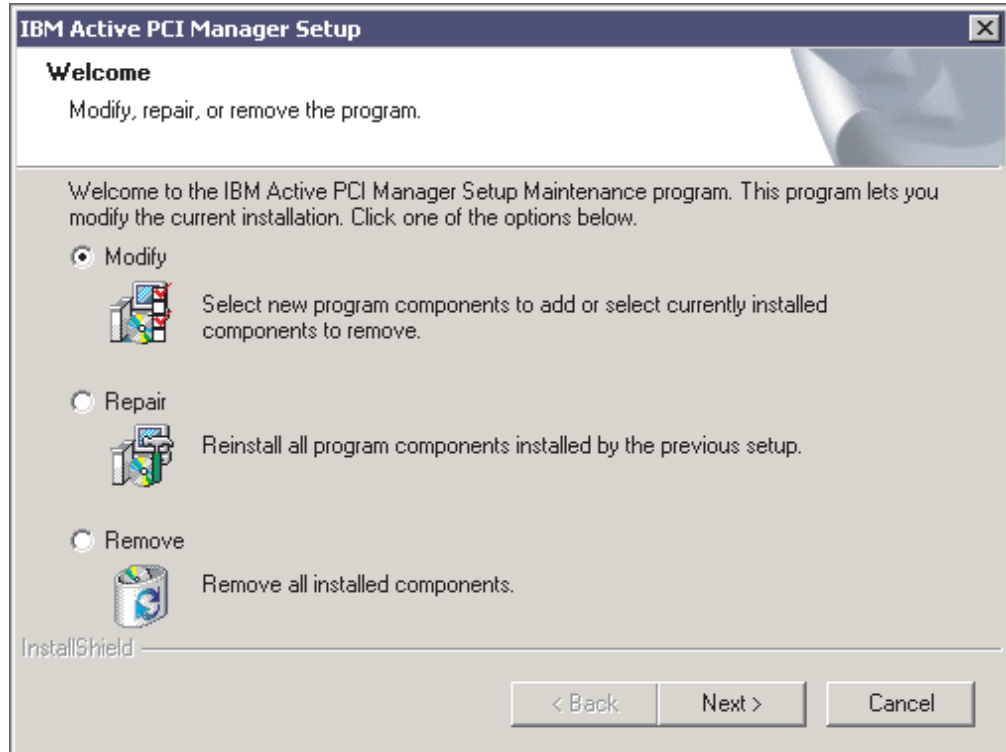 IBM Active PCI Manager Setup
Welcome
Modify, repair, or remove the program.
Welcome to the IBM Active PCI Manager Setup Maintenance program. This program lets you
modify the current installation. Click one of the options below.
Modify
Select new program components to add or select currently installed
components to remove.
Repair
Reinstall all program components installed by the previous setup.
Remove
Remove all installed components.
InstallShield
< Back
Next >
Cancel